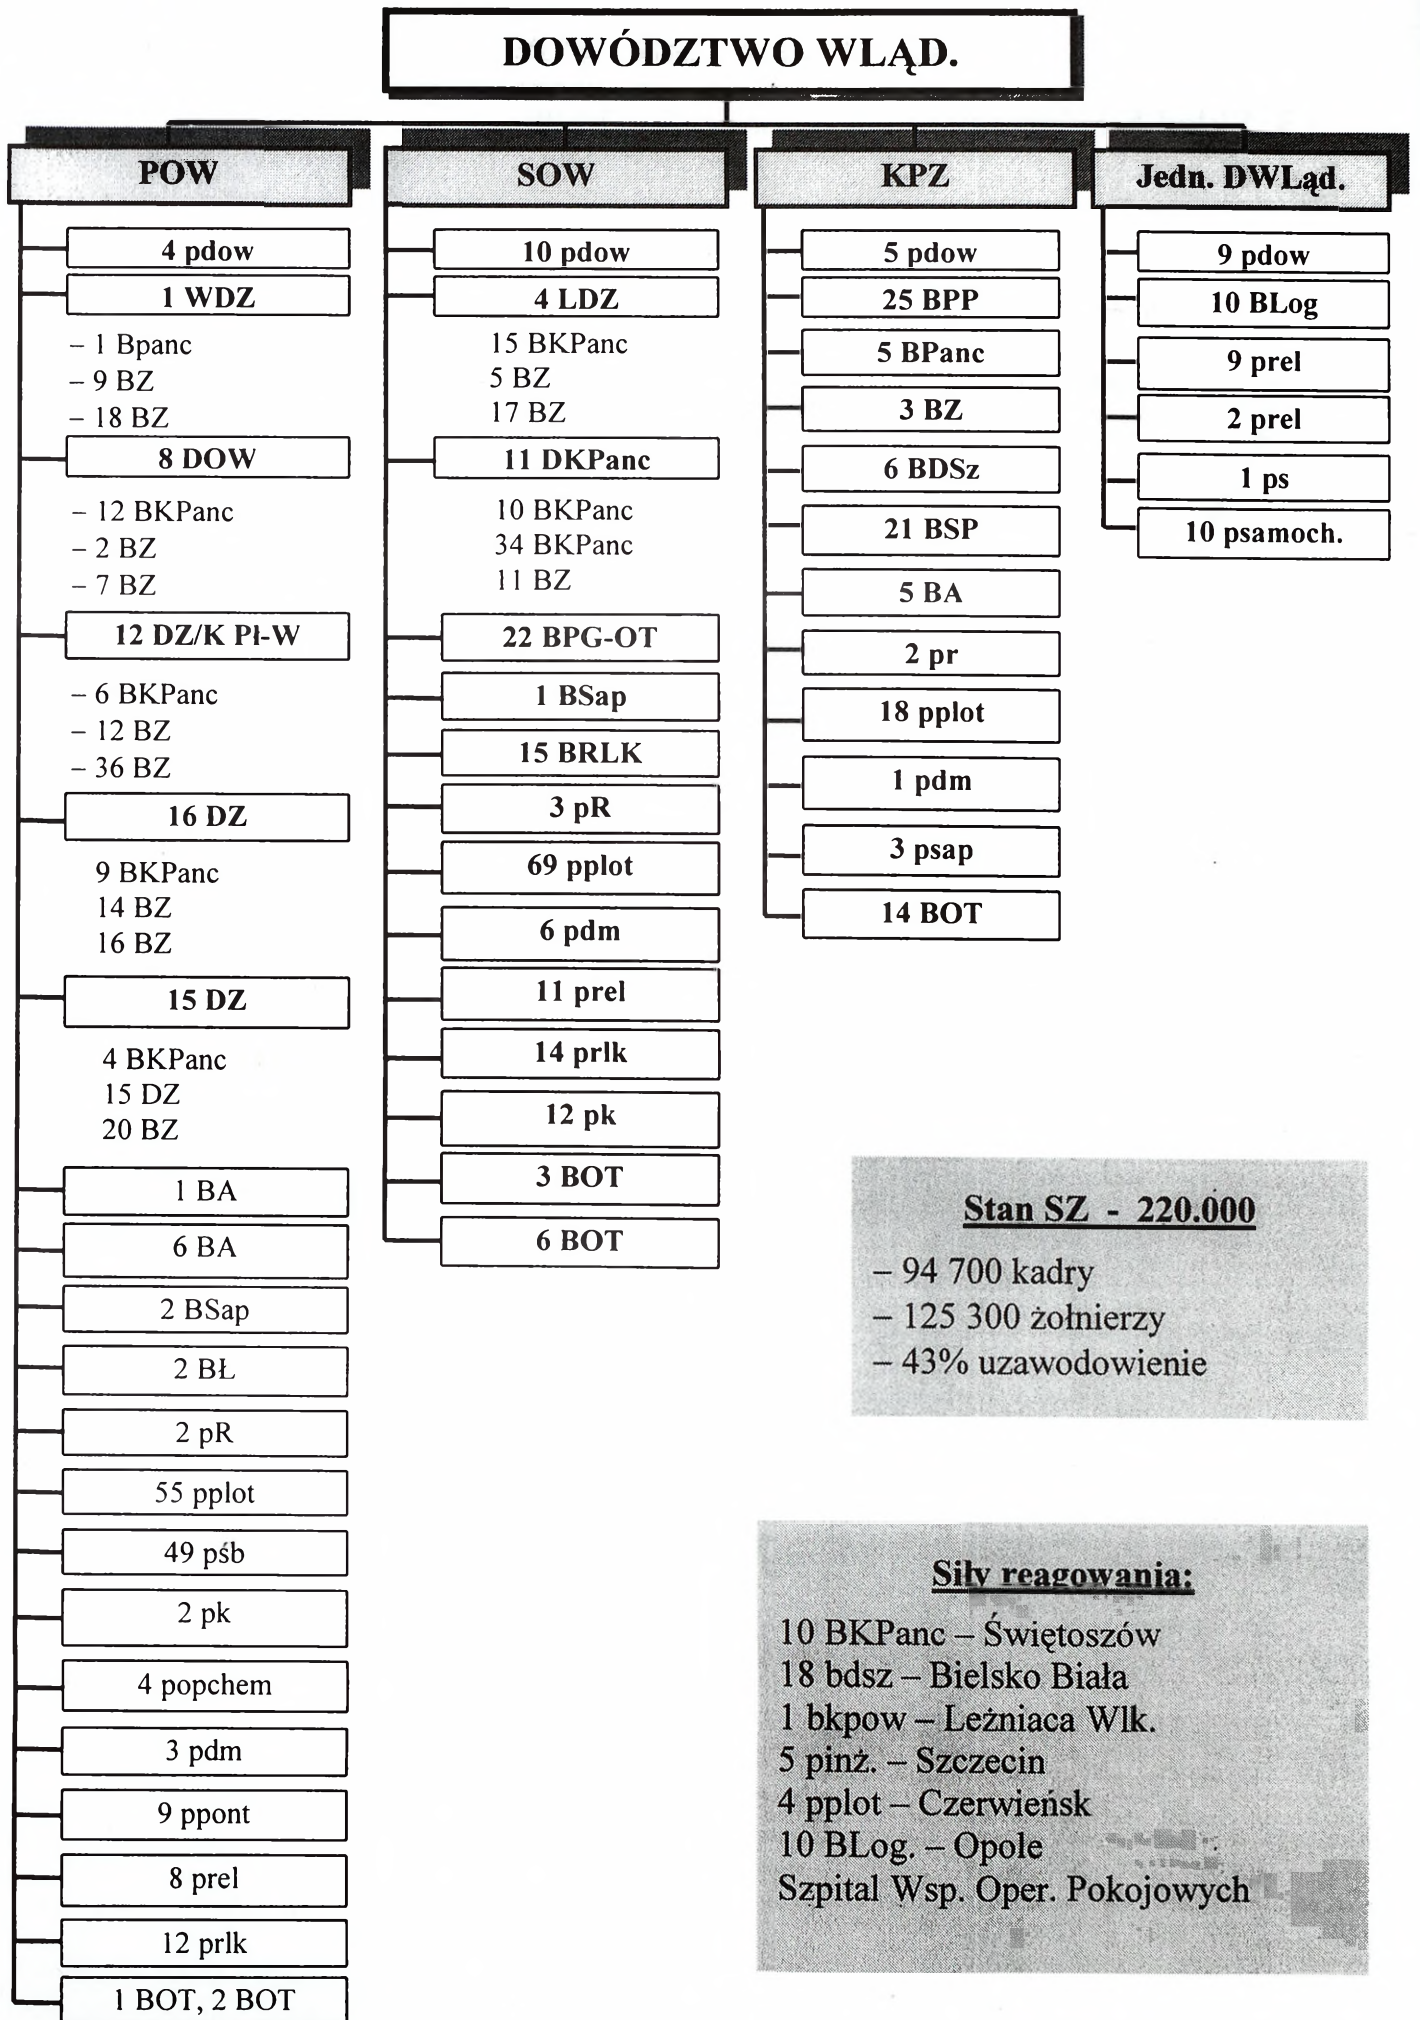 DOWÓDZTWO WLĄD.
POW
4 pdow
1 WDZ
– 1 Bpanc
– 9 BZ
– 18 BZ
8 DOW
– 12 BKPanc
– 2 BZ
– 7 BZ
12 DZ/K Pł-W
– 6 BKPanc
– 12 BZ
– 36 BZ
16 DZ
9 BKPanc
14 BZ
16 BZ
15 DZ
4 BKPanc
15 DZ
20 BZ
1 BA
6 BA
2 BSap
2 BŁ
2 pR
55 pplot
49 pśb
2 pk
4 popchem
3 pdm
9 ppont
8 prel
12 prlk
1 BOT, 2 BOT
SOW
10 pdow
4 LDZ
15 BKPanc
5 BZ
17 BZ
11 DKPanc
10 BKPanc
34 BKPanc
11 BZ
22 BPG-OT
1 BSap
15 BRLK
3 pR
69 pplot
6 pdm
11 prel
14 prlk
12 pk
3 BOT
6 BOT
KPZ
5 pdow
25 BPP
5 BPanc
3 BZ
6 BDSz
21 BSP
5 BA
2 pr
18 pplot
1 pdm
3 psap
14 BOT
Jedn. DWLąd.
9 pdow
10 BLog
9 prel
2 prel
1 ps
10 psamoch.
Stan SZ - 220.000
– 94 700 kadry
– 125 300 żołnierzy
– 43% uzawodowienie
Siły reagowania:
10 BKPanc – Świętoszów
18 bdsz – Bielsko Biała
1 bkpow – Leźniaca Wlk.
5 pinż. – Szczecin
4 pplot – Czerwieńsk
10 BLog. – Opole
Szpital Wsp. Oper. Pokojowych